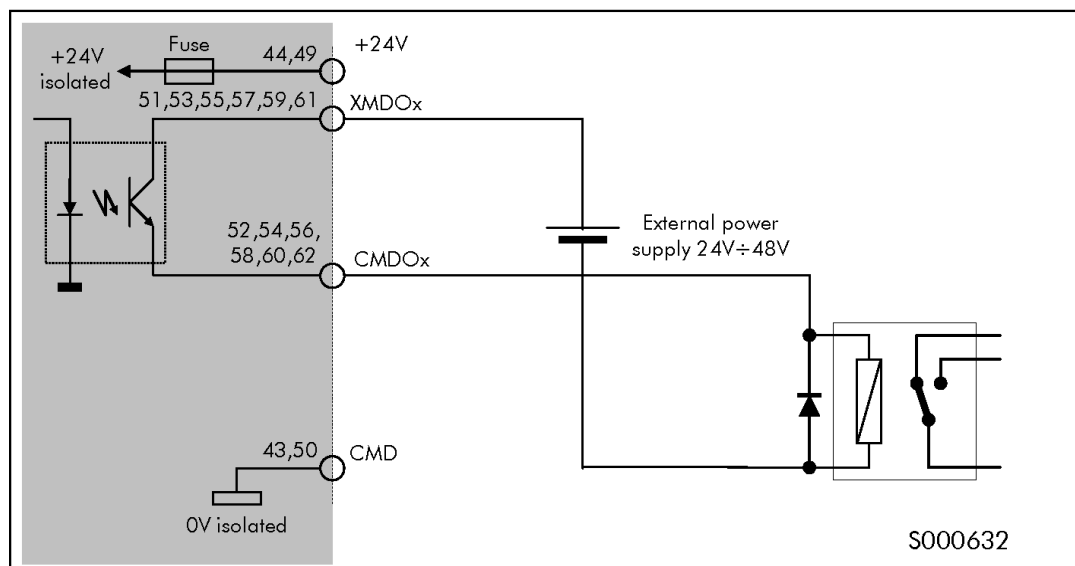 Fuse
+24V
isolated
44,49
+24V
51,53,55,57,59,61
XMDOx
52,54,56,
58,60,62
CMDOx
External power
supply 24V÷48V
43,50
CMD
0V isolated
S000632